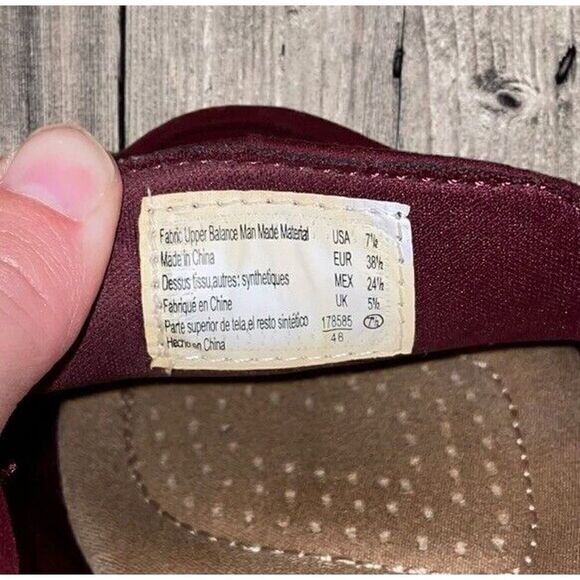 Fabric Upper Balance Man Made Material USA 7½
Made in China EUR 38½
Dessus tissu,autres: synthetiques MEX 24½
Fabriqué en Chine UK 5½
Parte superior de tela,el resto sintético 178585 7½
Hecho en China 48